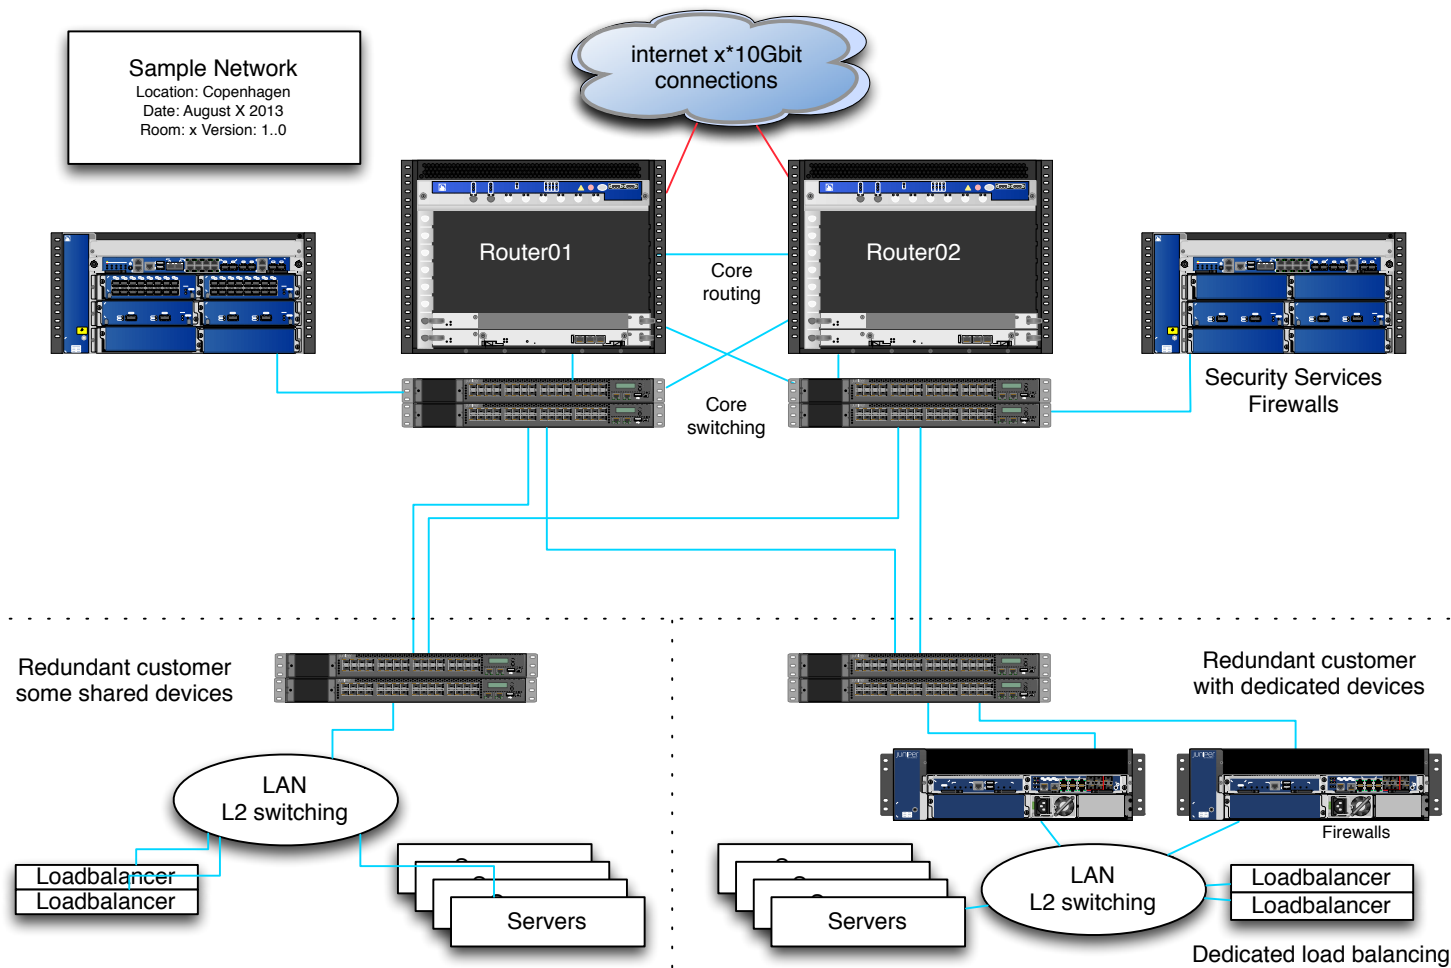 Sample Network
Location: Copenhagen
Date: August X 2013
Room: x Version: 1..0
internet x*10Gbit
connections
Router01
Router02
Core
routing
Core
switching
Security Services
Firewalls
Redundant customer
some shared devices
Redundant customer
with dedicated devices
JUNIPER
JUNIPER
Firewalls
LAN
L2 switching
Loadbalancer
Loadbalancer
Servers
Servers
LAN
L2 switching
Loadbalancer
Loadbalancer
Dedicated load balancing